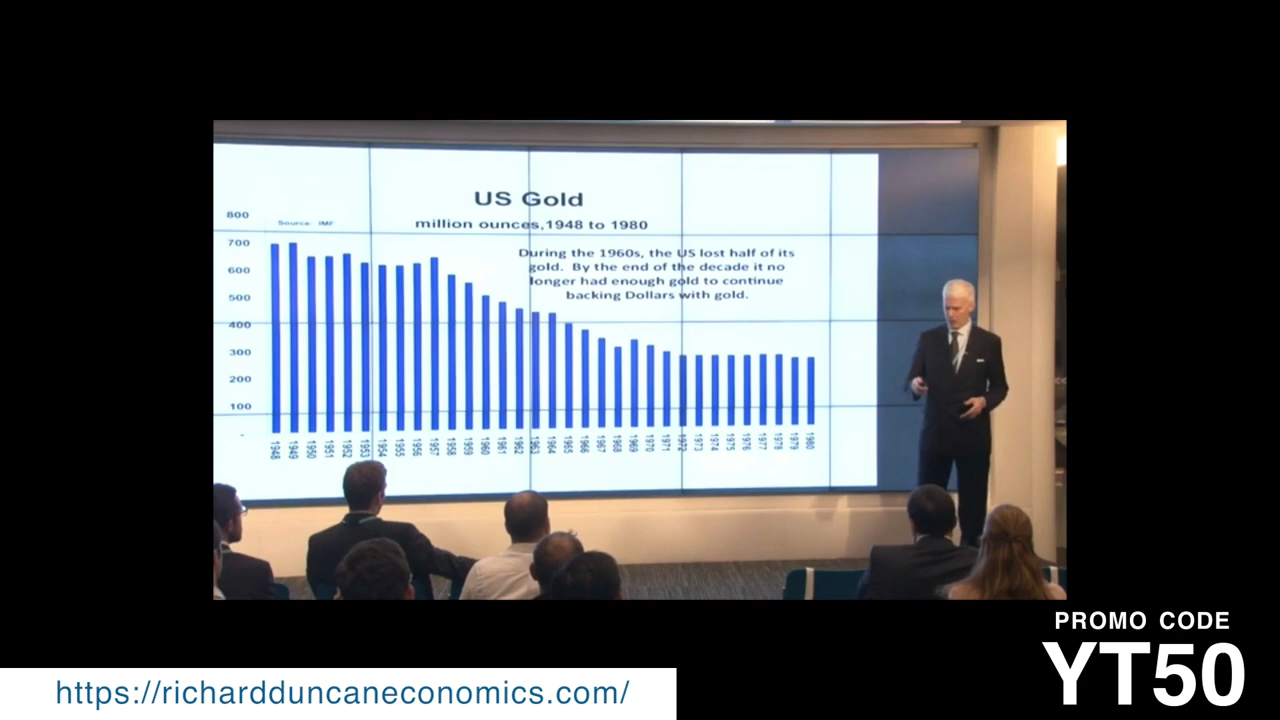 US Gold
million ounces,1948 to 1980
Source: IMF
During the 1960s, the US lost half of its
gold. By the end of the decade it no
longer had enough gold to continue
backing Dollars with gold.
800
700
600
500
400
300
200
100
-
1948 1949 1950 1951 1952 1953 1954 1955 1956 1957 1958 1959 1960 1961 1962 1963 1964 1965 1966 1967 1968 1969 1970 1971 1972 1973 1974 1975 1976 1977 1978 1979 1980
PROMO CODE
YT50
https://richardduncaneconomics.com/